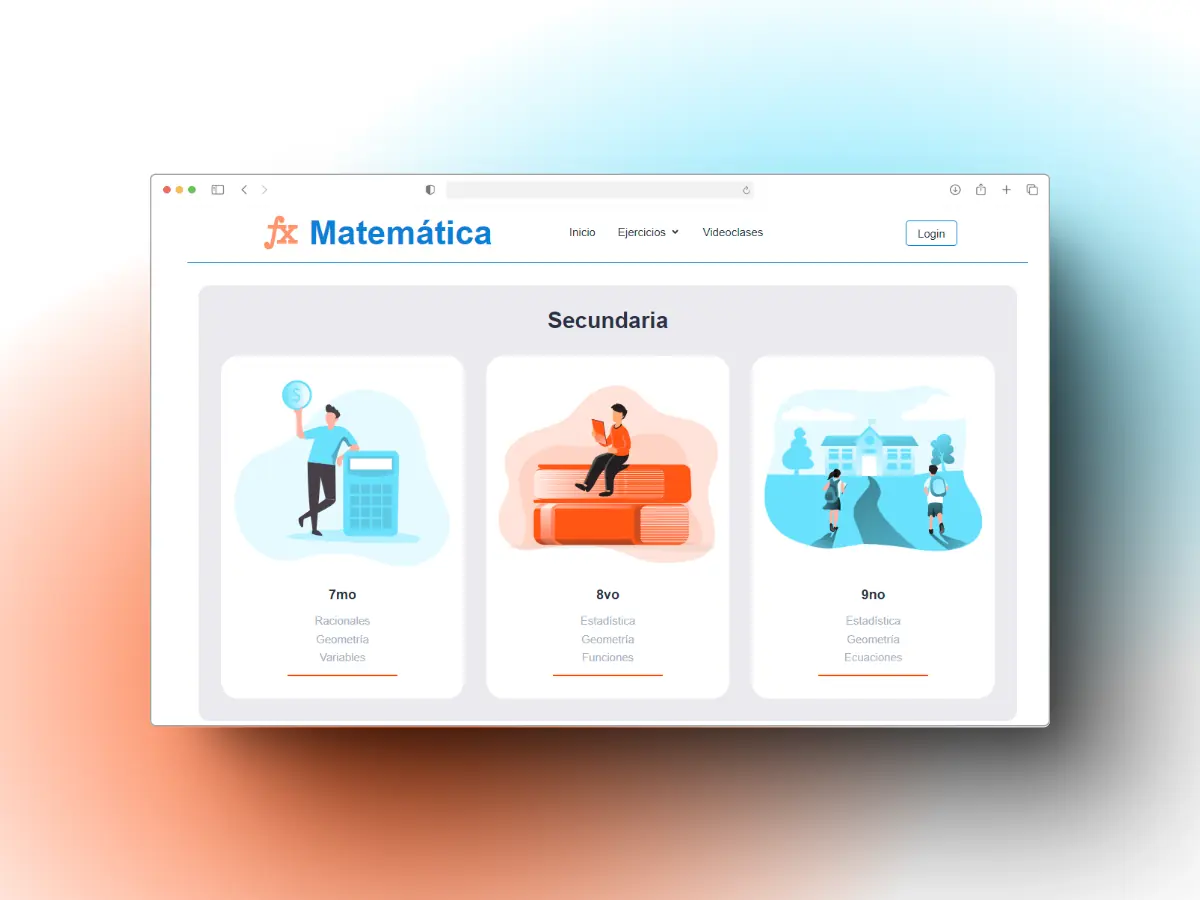 fx Matemática
Inicio Ejercicios Videoclases
Login
Secundaria
$
7mo
Racionales
Geometría
Variables
8vo
Estadística
Geometría
Funciones
9no
Estadística
Geometría
Ecuaciones